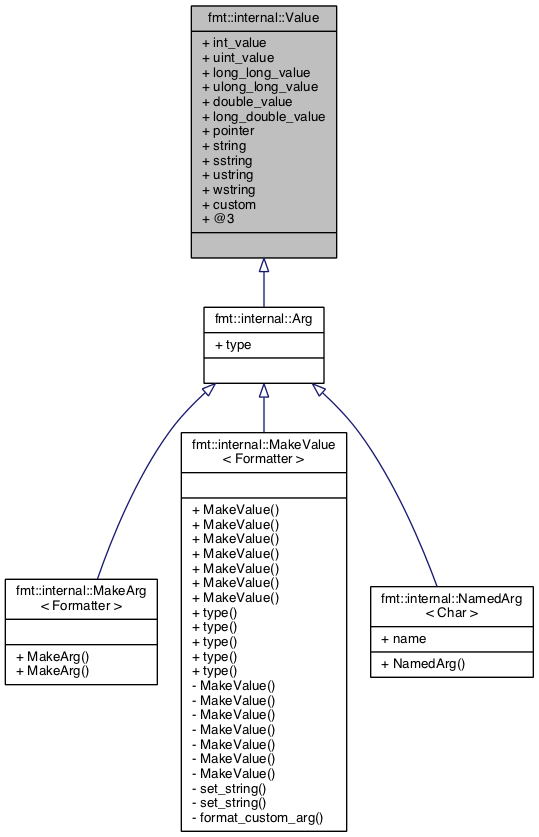 fmt::internal::Value
+ int_value
+ uint_value
+ long_long_value
+ ulong_long_value
+ double_value
+ long_double_value
+ pointer
+ string
+ sstring
+ ustring
+ wstring
+ custom
+ @3
fmt::internal::Arg
+ type
fmt::internal::MakeArg
< Formatter >
+ MakeArg()
+ MakeArg()
fmt::internal::MakeValue
< Formatter >
+ MakeValue()
+ MakeValue()
+ MakeValue()
+ MakeValue()
+ MakeValue()
+ MakeValue()
+ MakeValue()
+ type()
+ type()
+ type()
+ type()
+ type()
- MakeValue()
- MakeValue()
- MakeValue()
- MakeValue()
- MakeValue()
- MakeValue()
- MakeValue()
- set_string()
- set_string()
- format_custom_arg()
fmt::internal::NamedArg
< Char >
+ name
+ NamedArg()